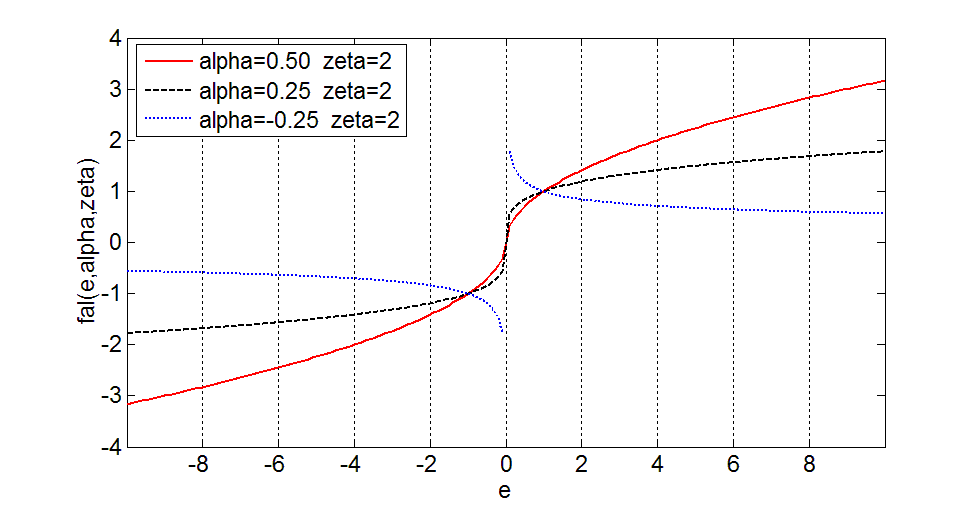 4
3
2
1
0
-1
-2
-3
-4
fal(e,alpha,zeta)
alpha=0.50 zeta=2
alpha=0.25 zeta=2
alpha=-0.25 zeta=2
-8 -6 -4 -2 0 2 4 6 8
e